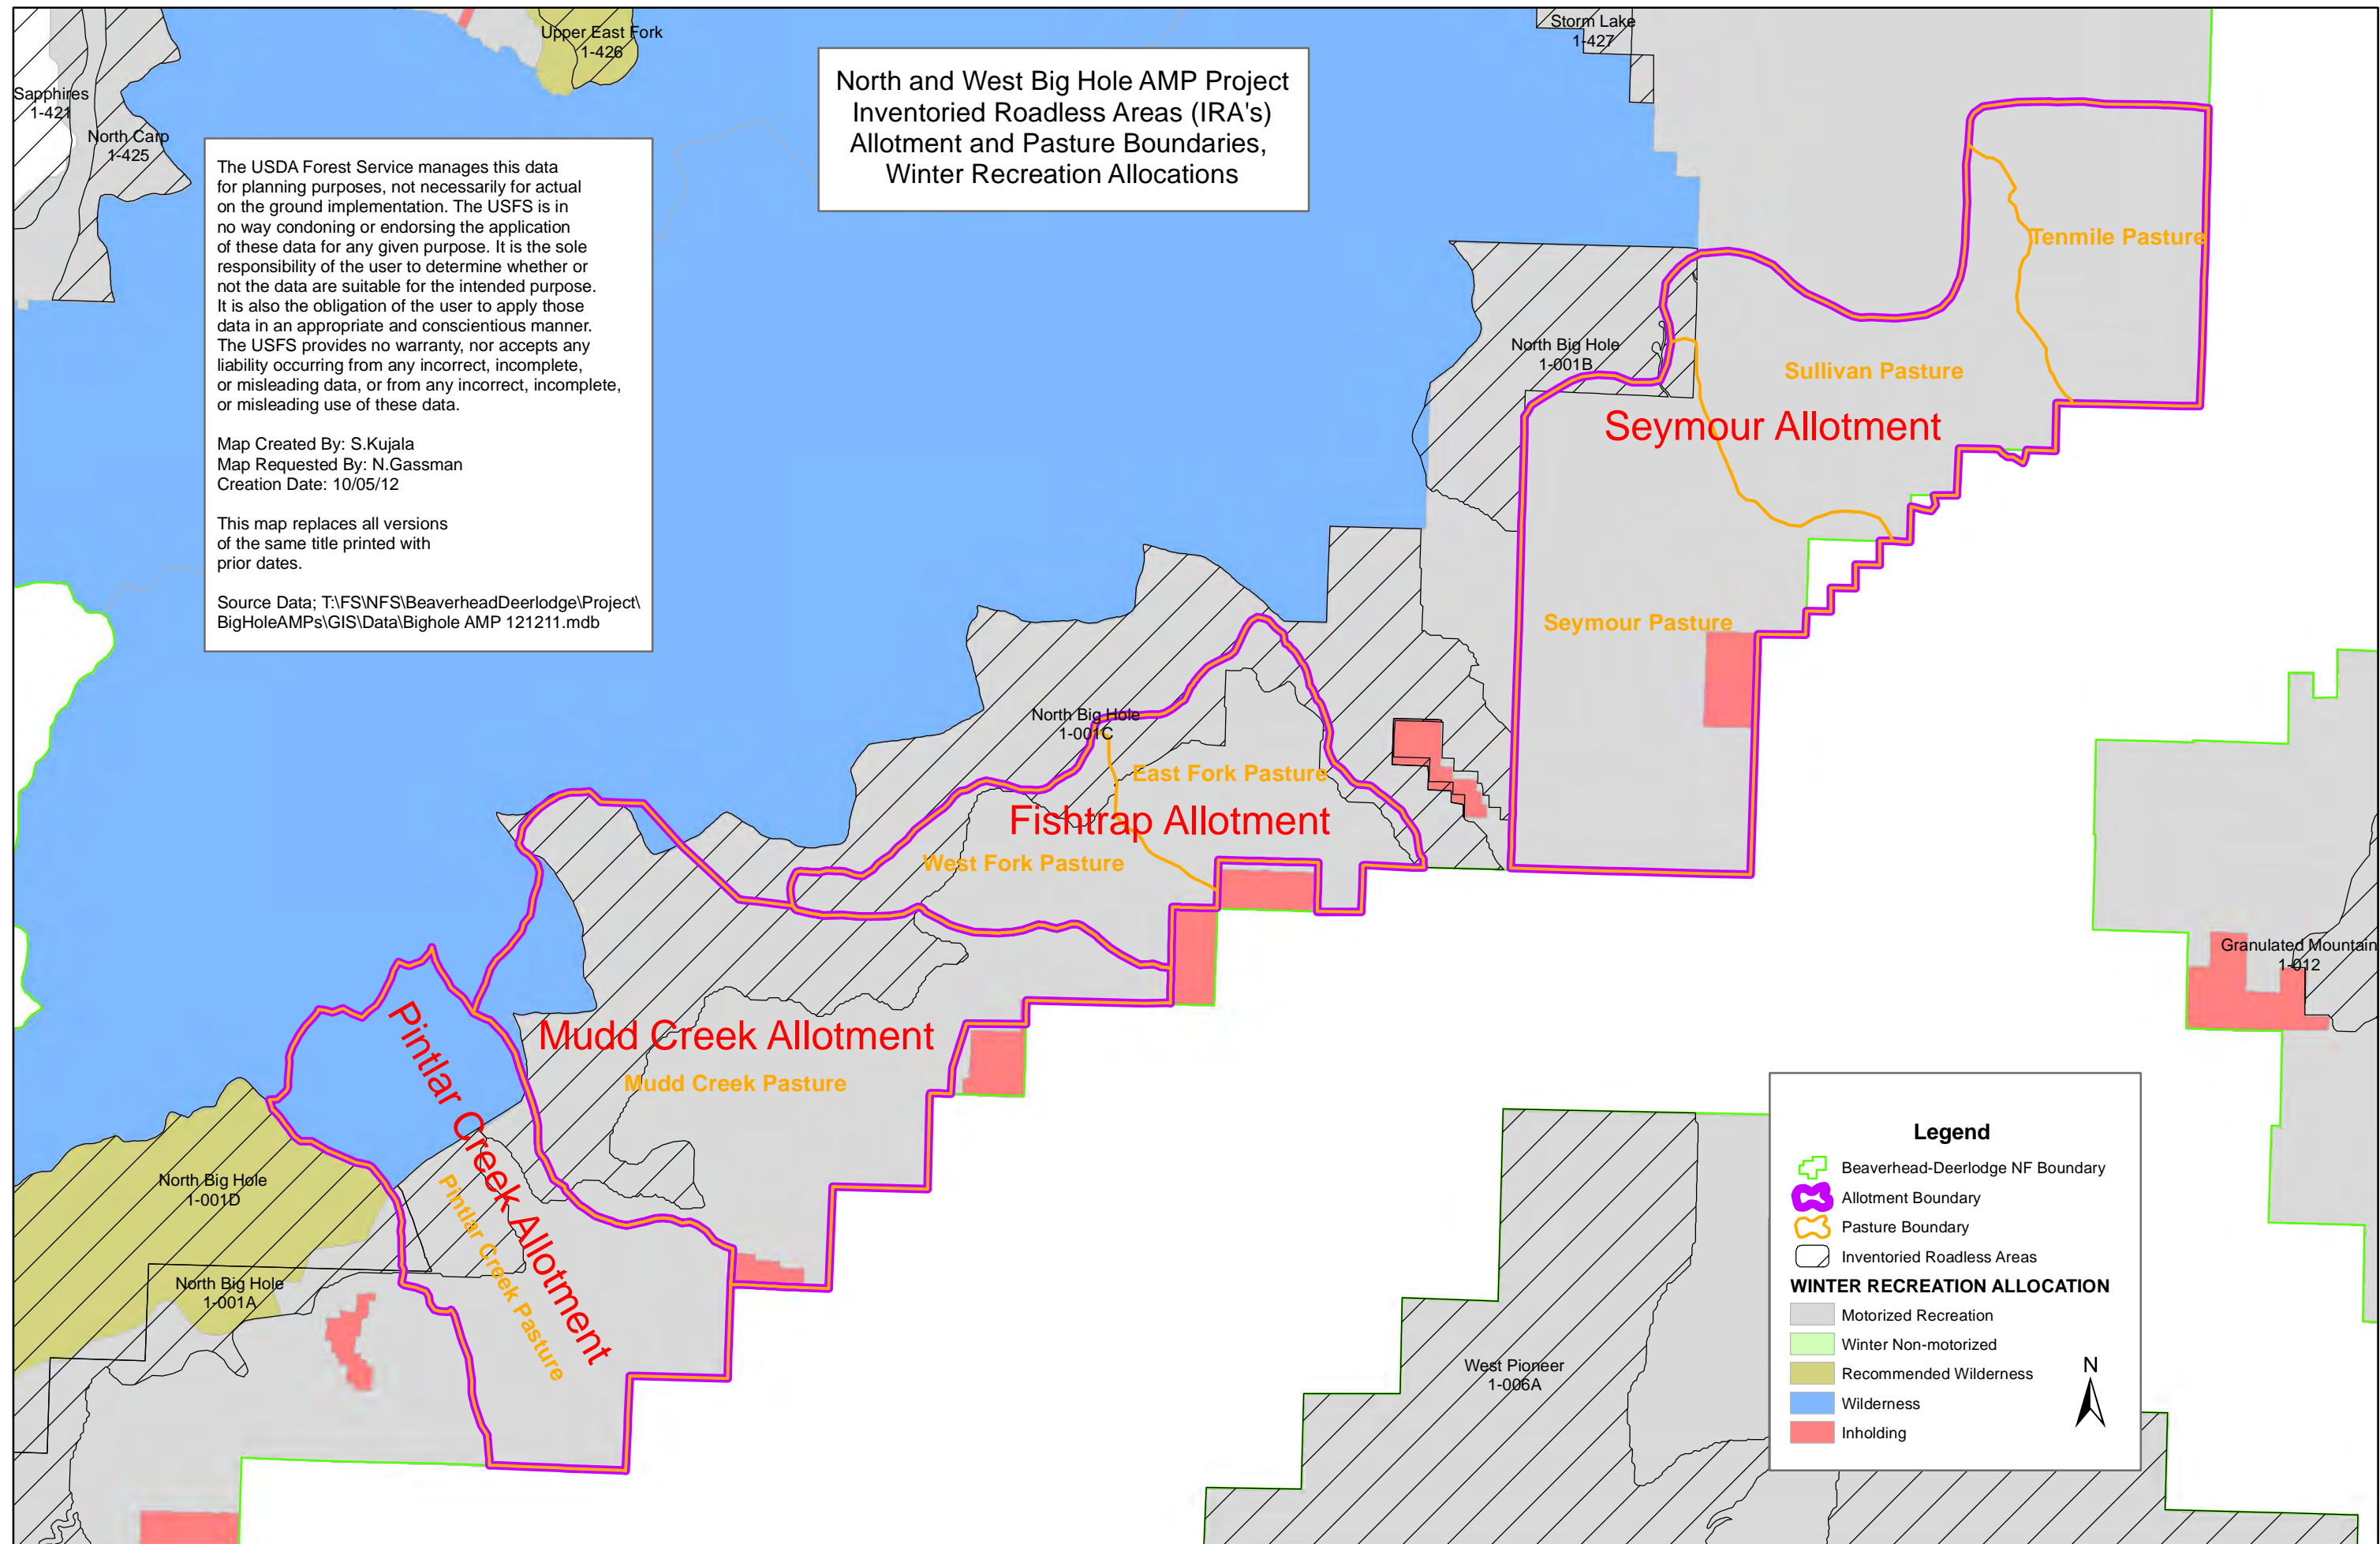 Upper East Fork
1-426
Storm Lake
1-427
North and West Big Hole AMP Project
Inventoried Roadless Areas (IRA's)
Allotment and Pasture Boundaries,
Winter Recreation Allocations
Sapphires
1-421
North Carp
1-425
The USDA Forest Service manages this data
for planning purposes, not necessarily for actual
on the ground implementation. The USFS is in
no way condoning or endorsing the application
of these data for any given purpose. It is the sole
responsibility of the user to determine whether or
not the data are suitable for the intended purpose.
It is also the obligation of the user to apply those
data in an appropriate and conscientious manner.
The USFS provides no warranty, nor accepts any
liability occurring from any incorrect, incomplete,
or misleading data, or from any incorrect, incomplete,
or misleading use of these data.
Map Created By: S.Kujala
Map Requested By: N.Gassman
Creation Date: 10/05/12
This map replaces all versions
of the same title printed with
prior dates.
Source Data; T:\FS\NFS\BeaverheadDeerlodge\Project\
BigHoleAMPs\GIS\Data\Bighole AMP 121211.mdb
Tenmile Pasture
North Big Hole
1-001B
Sullivan Pasture
Seymour Allotment
Seymour Pasture
North Big Hole
1-001C
East Fork Pasture
Fishtrap Allotment
West Fork Pasture
Granulated Mountain
1-012
Mudd Creek Allotment
Mudd Creek Pasture
Pintlar Creek Allotment
Pintlar Creek Pasture
North Big Hole
1-001D
North Big Hole
1-001A
West Pioneer
1-006A
Legend
Beaverhead-Deerlodge NF Boundary
Allotment Boundary
Pasture Boundary
Inventoried Roadless Areas
WINTER RECREATION ALLOCATION
Motorized Recreation
Winter Non-motorized
Recommended Wilderness
Wilderness
Inholding
N